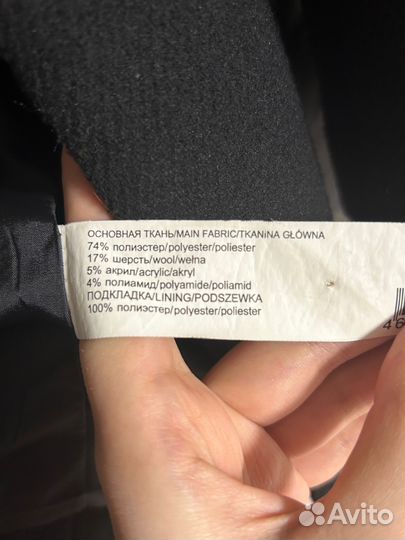 ОСНОВНАЯ ТКАНЬ/MAIN FABRIC/TKANINA GŁÓWNA
74% полиэстер/polyester/poliester
17% шерсть/wool/wełna
5% акрил/acrylic/akryl
4% полиамид/polyamide/poliamid
ПОДКЛАДКА/LINING/PODSZEWKA
100% полиэстер/polyester/poliester
46
Avito